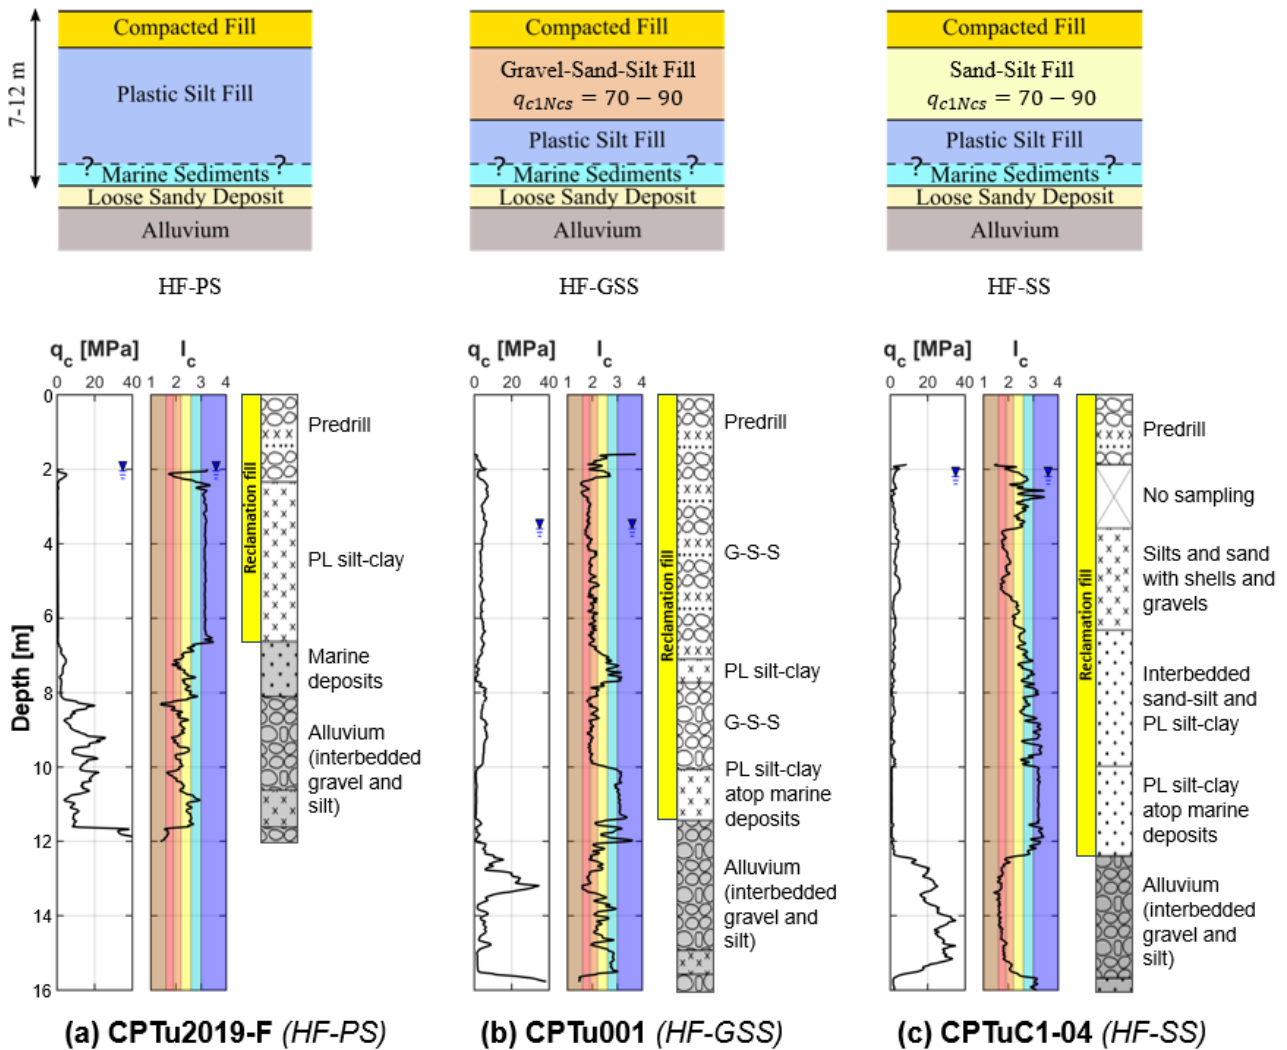 7-12 m
Compacted Fill
Plastic Silt Fill
? ?
Marine Sediments
Loose Sandy Deposit
Alluvium
HF-PS
Compacted Fill
Gravel-Sand-Silt Fill
qc1Ncs = 70 − 90
Plastic Silt Fill
? ?
Marine Sediments
Loose Sandy Deposit
Alluvium
HF-GSS
Compacted Fill
Sand-Silt Fill
qc1Ncs = 70 − 90
Plastic Silt Fill
? ?
Marine Sediments
Loose Sandy Deposit
Alluvium
HF-SS
Depth [m]
0
2
4
6
8
10
12
14
16
qc [MPa] Ic
0 20 40 1 2 3 4
Reclamation fill
Predrill
PL silt-clay
Marine
deposits
Alluvium
(interbedded
gravel and
silt)
(a) CPTu2019-F (HF-PS)
qc [MPa] Ic
0 20 40 1 2 3 4
Reclamation fill
Predrill
G-S-S
PL silt-clay
G-S-S
PL silt-clay
atop marine
deposits
Alluvium
(interbedded
gravel and
silt)
(b) CPTu001 (HF-GSS)
qc [MPa] Ic
0 20 40 1 2 3 4
Reclamation fill
Predrill
No sampling
Silts and sand
with shells and
gravels
Interbedded
sand-silt and
PL silt-clay
PL silt-clay
atop marine
deposits
Alluvium
(interbedded
gravel and
silt)
(c) CPTuC1-04 (HF-SS)